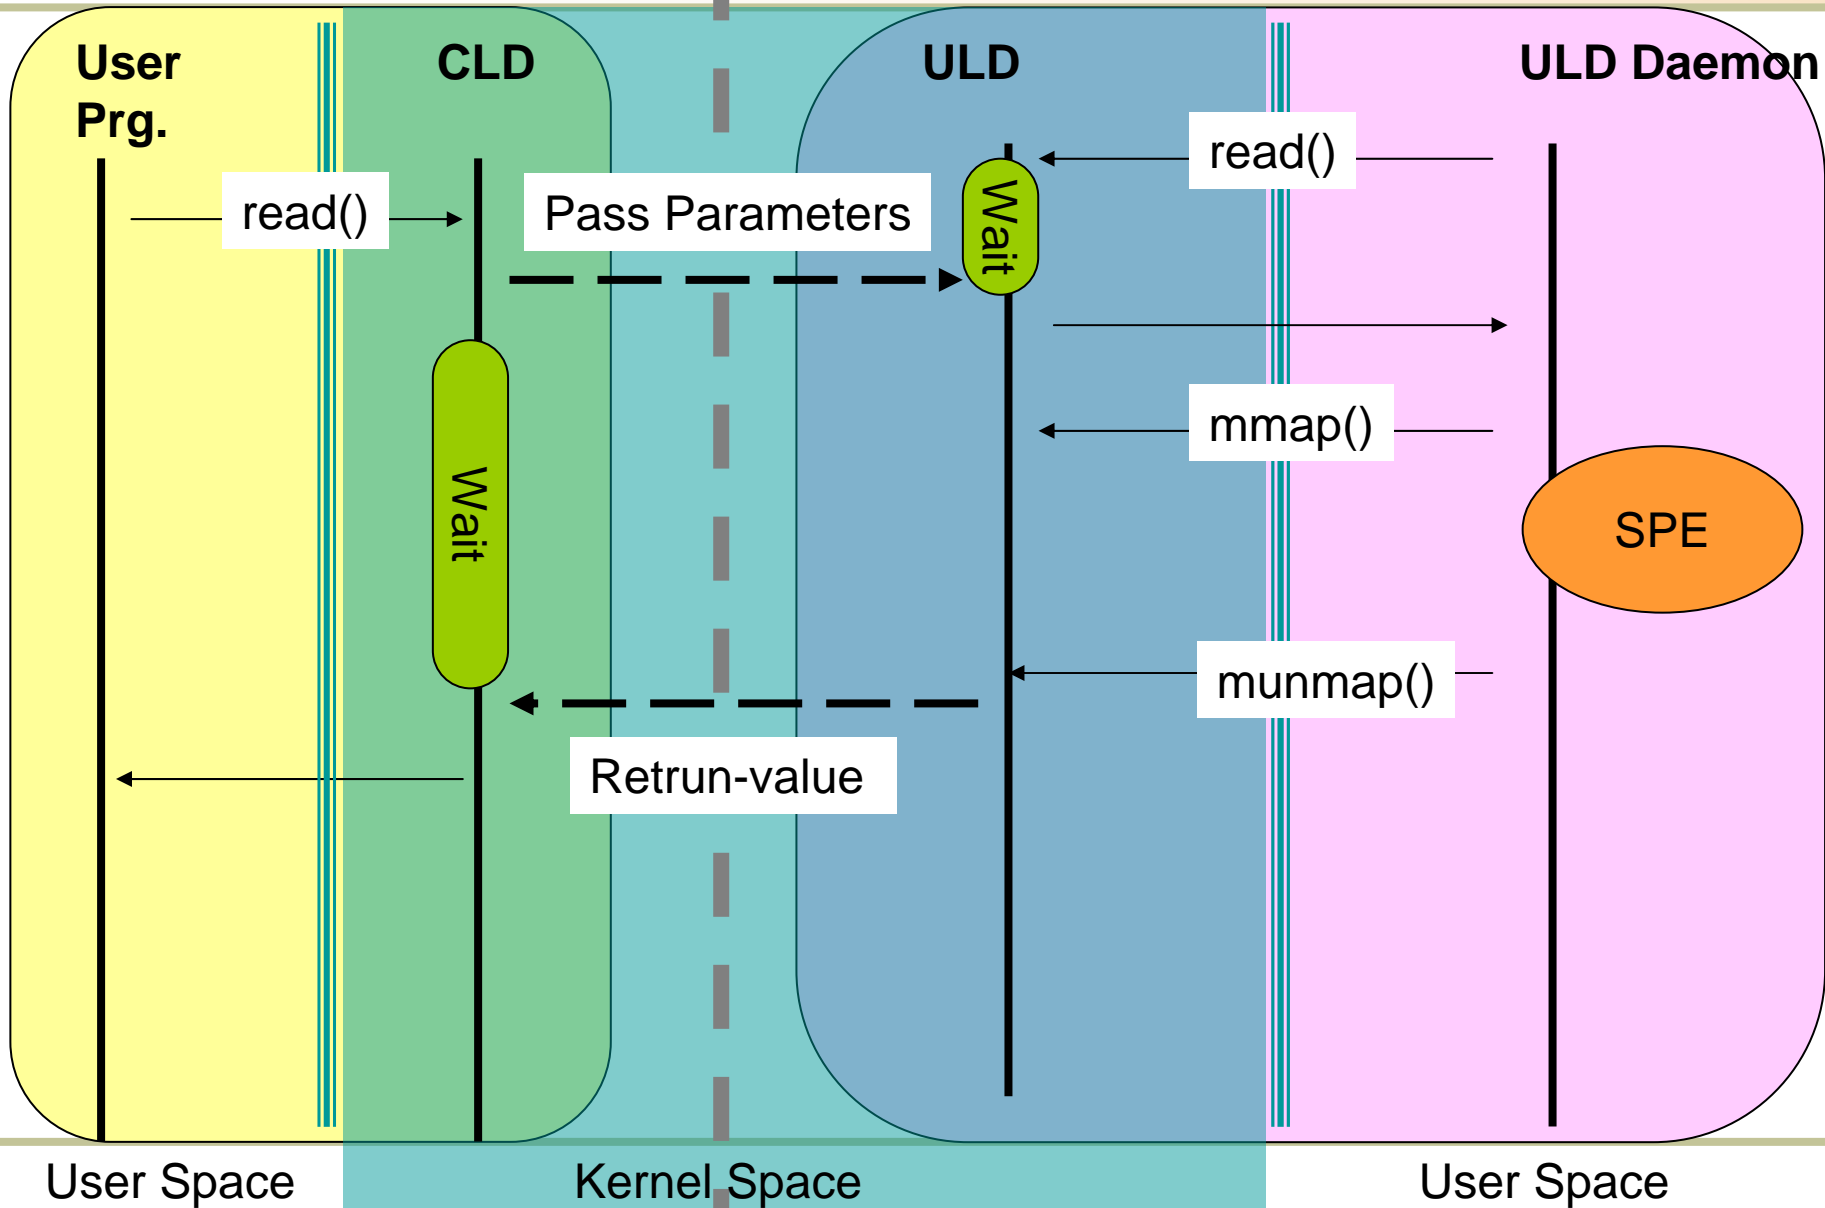 User
Prg.
CLD
ULD
ULD Daemon
read()
read()
Pass Parameters
Wait
mmap()
Wait
SPE
munmap()
Retrun-value
User Space
Kernel Space
User Space